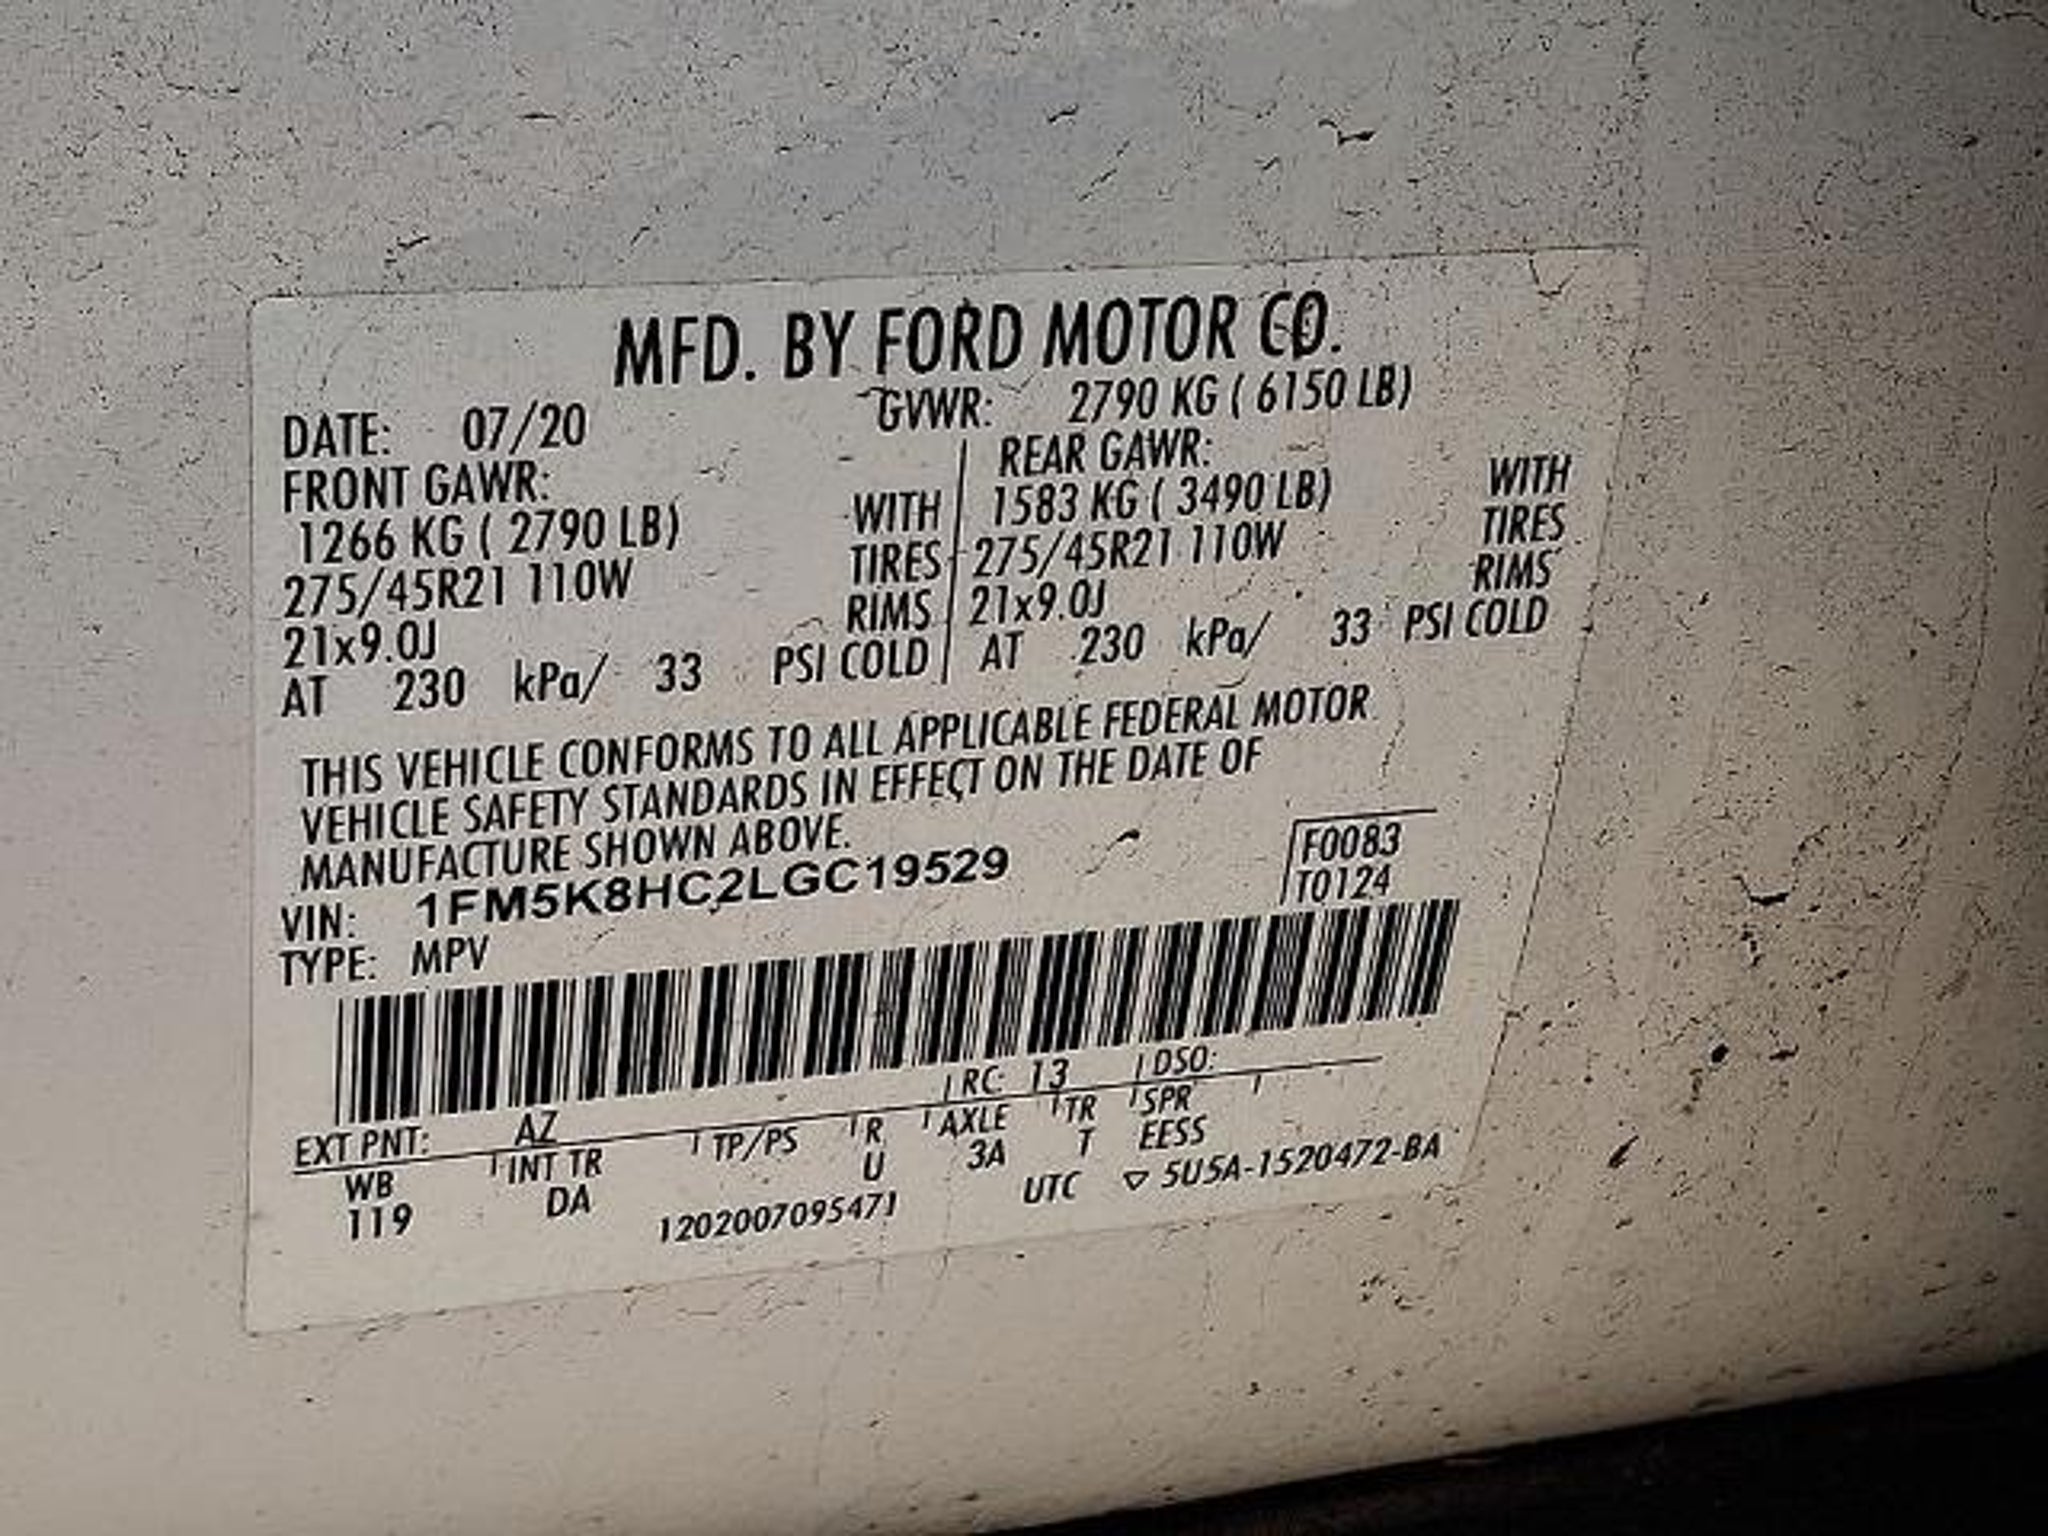 MFD. BY FORD MOTOR CO.
DATE: 07/20 GVWR: 2790 KG ( 6150 LB)
FRONT GAWR: REAR GAWR:
1266 KG ( 2790 LB) WITH 1583 KG ( 3490 LB) WITH
275/45R21 110W TIRES 275/45R21 110W TIRES
21x9.0J RIMS 21x9.0J RIMS
AT 230 kPa/ 33 PSI COLD AT 230 kPa/ 33 PSI COLD
THIS VEHICLE CONFORMS TO ALL APPLICABLE FEDERAL MOTOR
VEHICLE SAFETY STANDARDS IN EFFECT ON THE DATE OF
MANUFACTURE SHOWN ABOVE.
F0083
VIN: 1FM5K8HC2LGC19529 T0124
TYPE: MPV
EXT PNT: AZ RC: 13 DSO:
WB INT TR TP/PS R AXLE TR SPR
119 DA U 3A T EESS
1202007095471 UTC ▽ 5U5A-1520472-BA